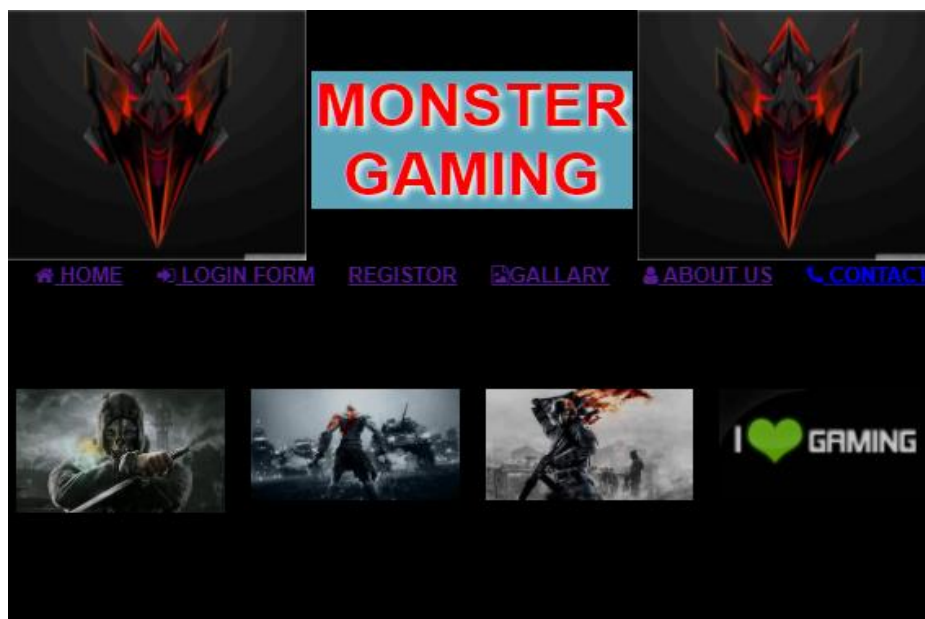 MONSTER
GAMING
HOME LOGIN FORM REGISTOR GALLARY ABOUT US CONTACT
I GAMING